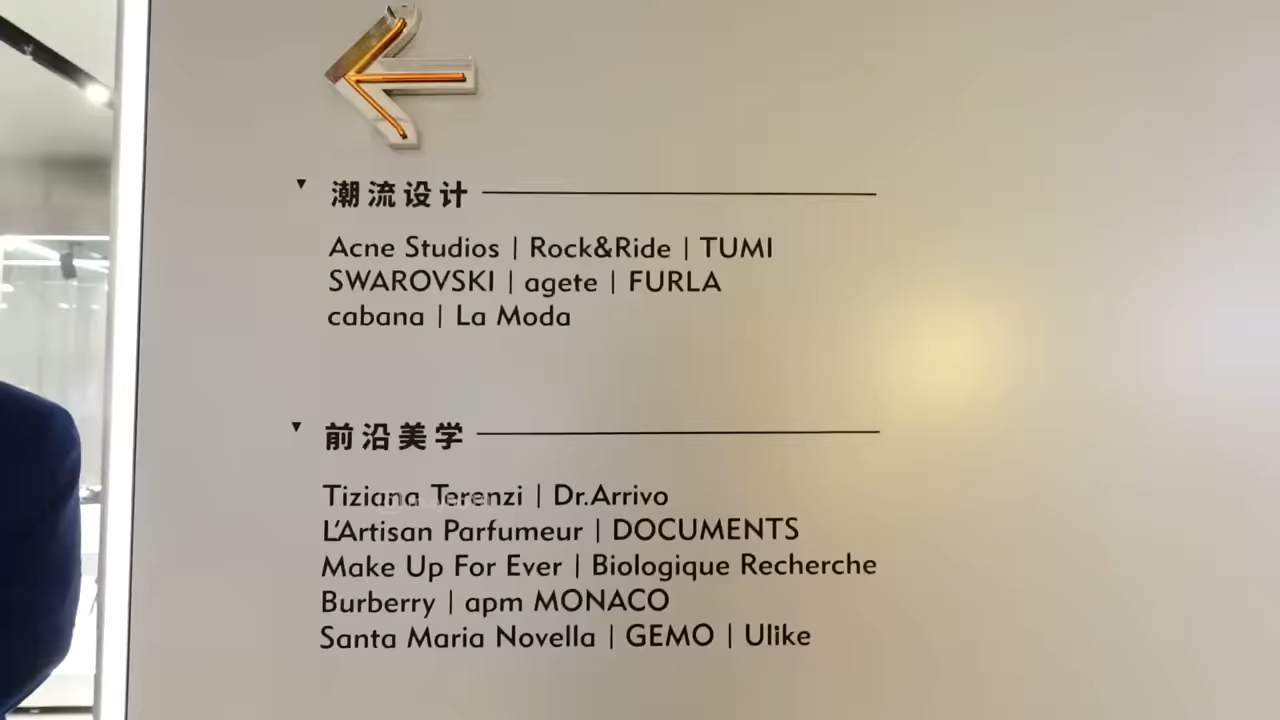 潮流设计
Acne Studios | Rock&Ride | TUMI
SWAROVSKI | agete | FURLA
cabana | La Moda
前沿美学
Tiziana Terenzi | Dr.Arrivo
L'Artisan Parfumeur | DOCUMENTS
Make Up For Ever | Biologique Recherche
Burberry | apm MONACO
Santa Maria Novella | GEMO | Ulike